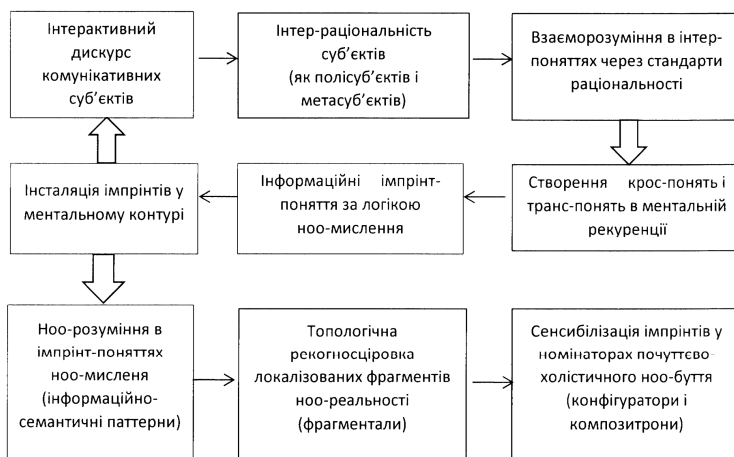 Інтерактивний
дискурс
комунікативних
суб’єктів
Інтер-раціональність
суб’єктів
(як полісуб’єктів і
метасуб’єктів)
Взаєморозуміння в інтер-
поняттях через стандарти
раціональності
Інсталяція імпрінтів у
ментальному контурі
Інформаційні імпрінт-
поняття за логікою
ноо-мислення
Створення крос-понять і
транс-понять в ментальній
рекуренції
Ноо-розуміння в
імпрінт-поняттях
ноо-мисленя
(інформаційно-
семантичні паттерни)
Топологічна
рекогносціровка
локалізованих фрагментів
ноо-реальності
(фрагментали)
Сенсибілізація імпрінтів у
номінаторах почуттєво-
холістичного ноо-буття
(конфігуратори і
композитрони)